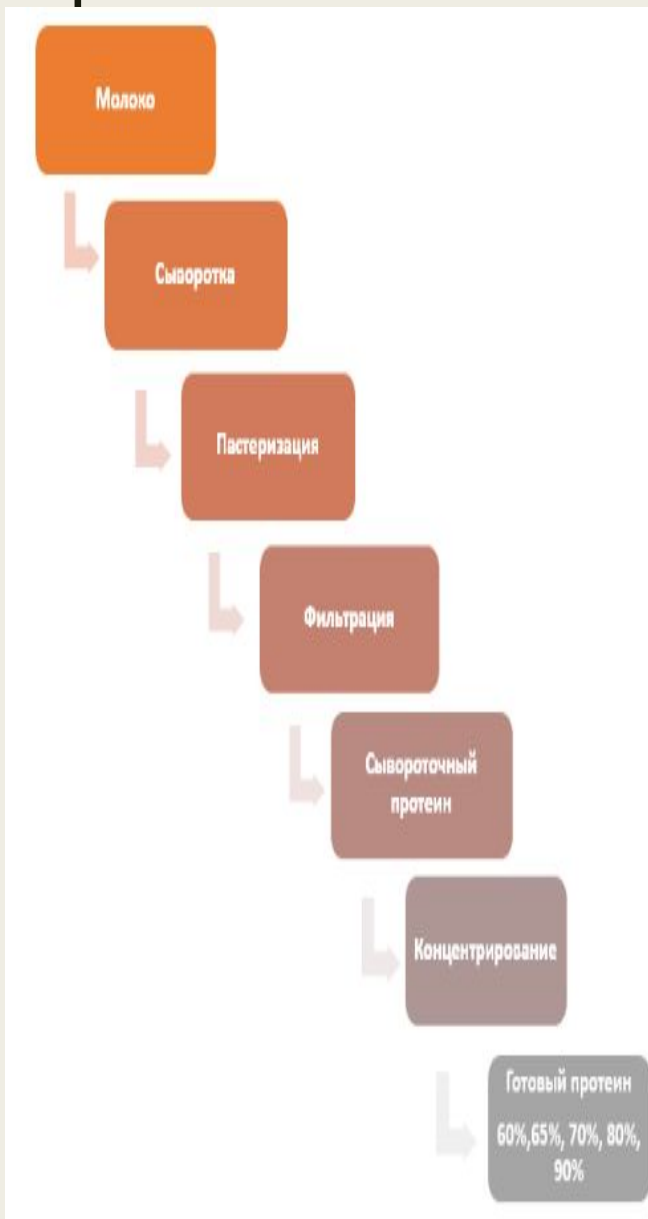 Молоко
Сыворотка
Пастеризация
Фильтрация
Сывороточный
протеин
Концентрирование
Готовый протеин
60%,65%, 70%, 80%,
90%